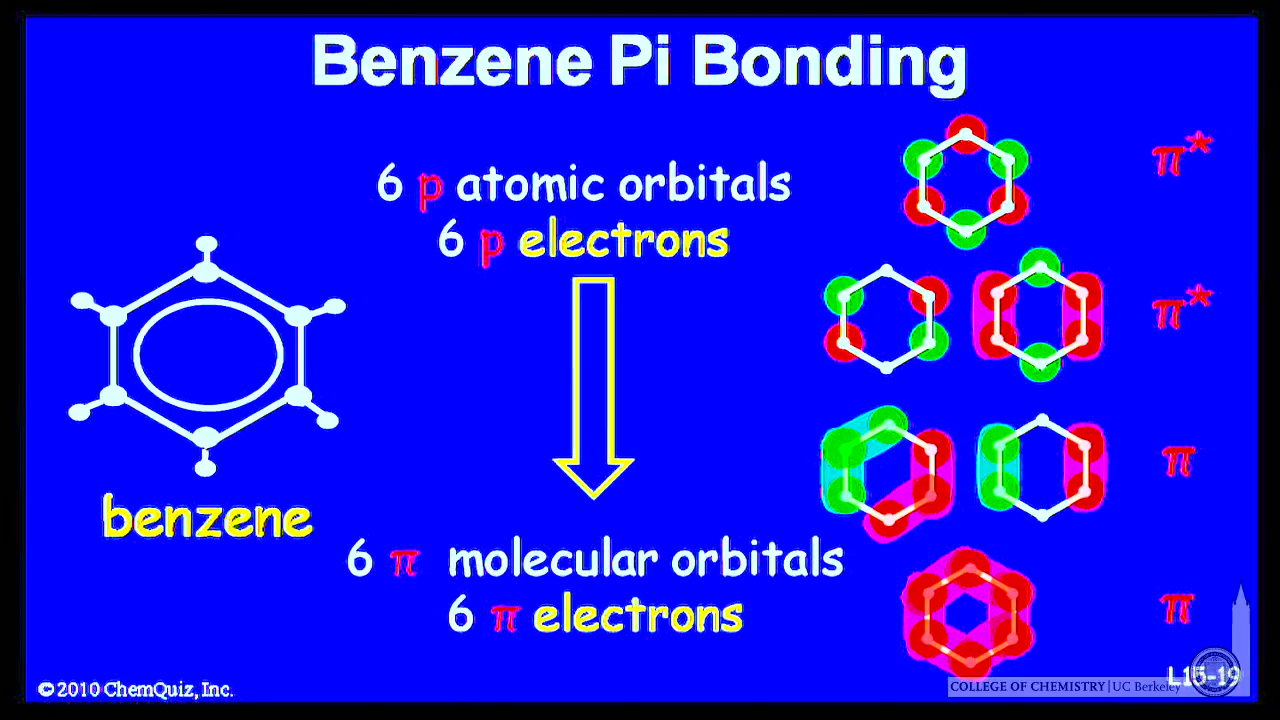 Benzene Pi Bonding
6 p atomic orbitals
6 p electrons
π*
π*
π
π
benzene
6 π molecular orbitals
6 π electrons
L15-19
© 2010 ChemQuiz, Inc.
COLLEGE OF CHEMISTRY | UC Berkeley